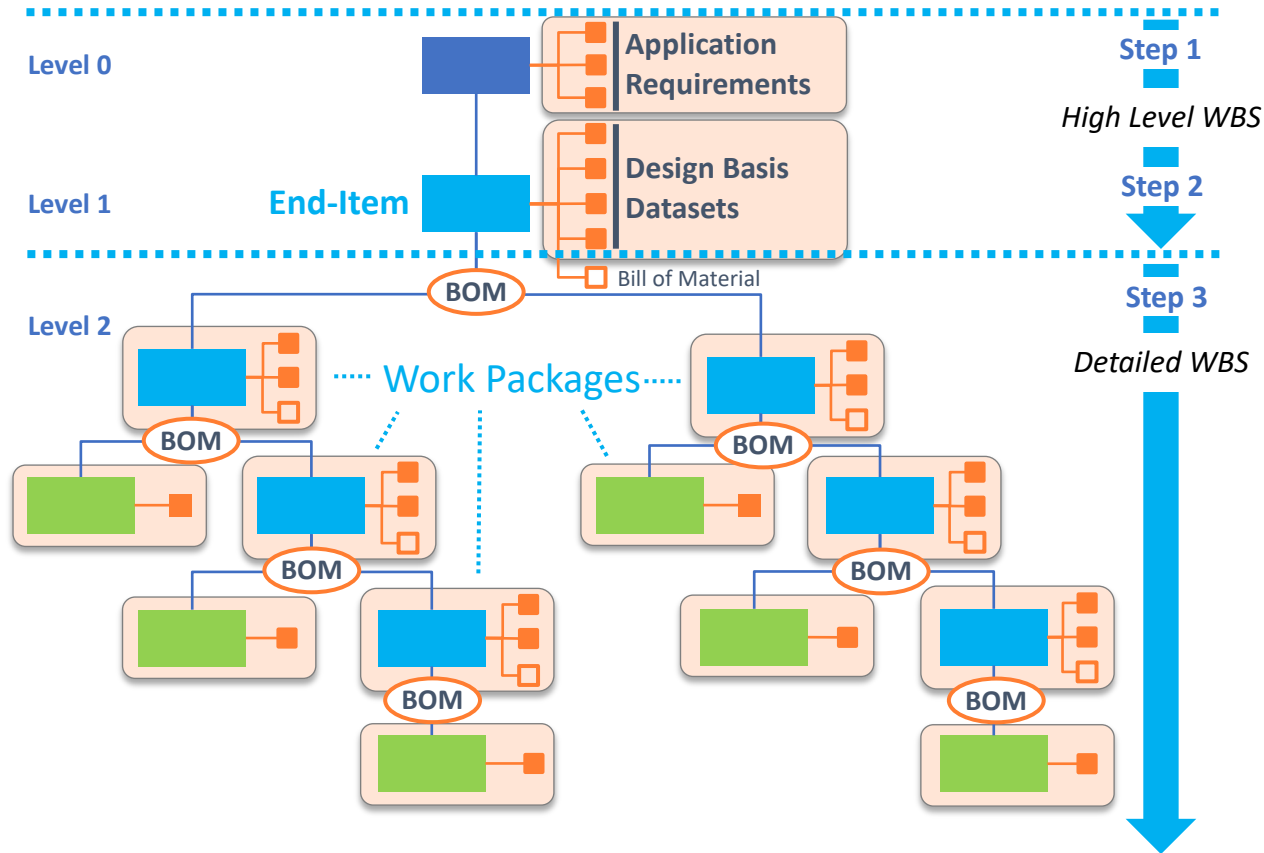 Level 0
Application
Requirements
Step 1
High Level WBS
Level 1
End-Item
Design Basis
Datasets
Step 2
Bill of Material
BOM
Step 3
Level 2
Work Packages
Detailed WBS
BOM
BOM
BOM
BOM
BOM
BOM